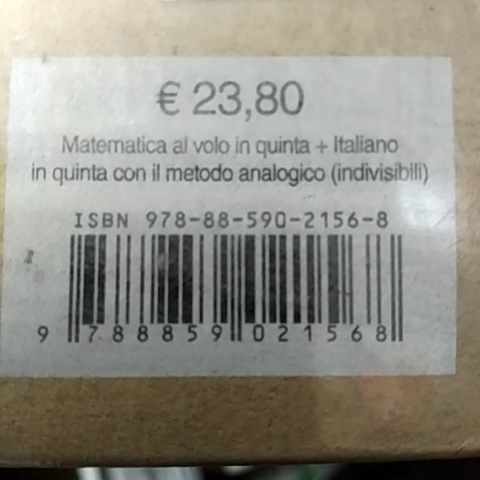 € 23,80
Matematica al volo in quinta + Italiano
in quinta con il metodo analogico (indivisibili)
ISBN 978-88-590-2156-8
9 788859 021568